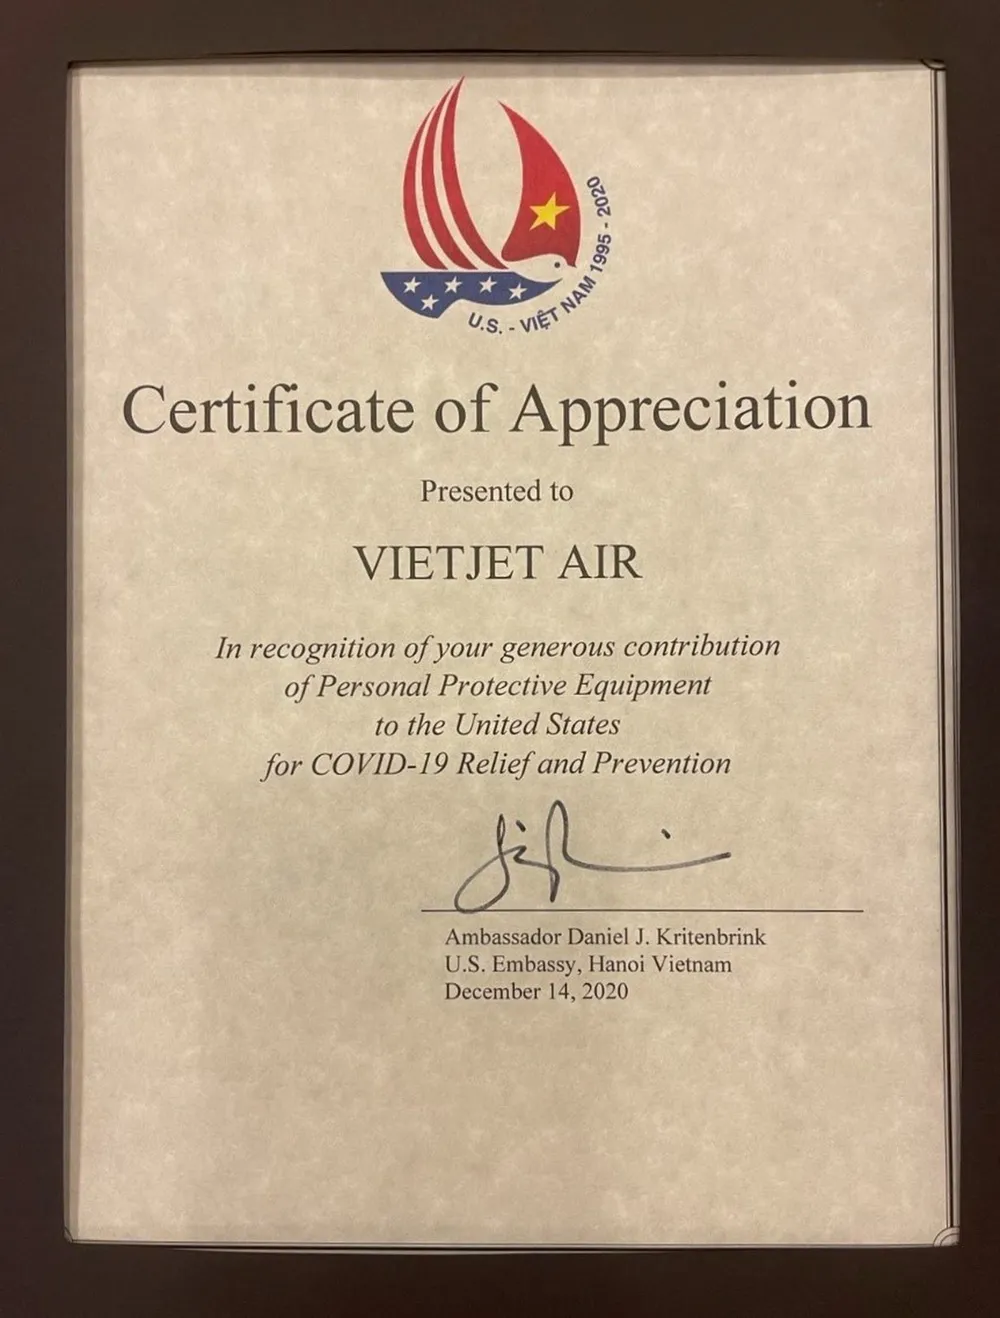 U.S. - VIỆT NAM 1995 - 2020
Certificate of Appreciation
Presented to
VIETJET AIR
In recognition of your generous contribution
of Personal Protective Equipment
to the United States
for COVID-19 Relief and Prevention
Ambassador Daniel J. Kritenbrink
U.S. Embassy, Hanoi Vietnam
December 14, 2020